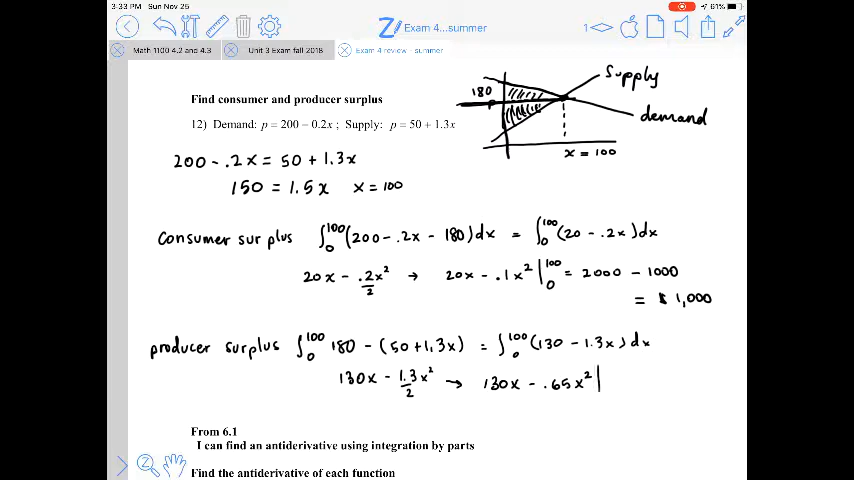 3:33 PM Sun Nov 25
61%
Exam 4...summer
1
Math 1100 4.2 and 4.3
Unit 3 Exam fall 2018
Exam 4 review - summer
Find consumer and producer surplus
12) Demand: p = 200 – 0.2x ; Supply: p = 50 + 1.3x
180
p
Supply
demand
x = 100
200 - .2x = 50 + 1.3x
150 = 1.5x x = 100
Consumer surplus ∫₀¹⁰⁰ (200 - .2x - 180) dx = ∫₀¹⁰⁰ (20 - .2x) dx
20x - .2x²/2 → 20x - .1x² |₀¹⁰⁰ = 2000 - 1000
= $ 1,000
producer surplus ∫₀¹⁰⁰ 180 - (50 + 1.3x) = ∫₀¹⁰⁰ (130 - 1.3x) dx
130x - 1.3x²/2 → 130x - .65x² |
From 6.1
I can find an antiderivative using integration by parts
Find the antiderivative of each function